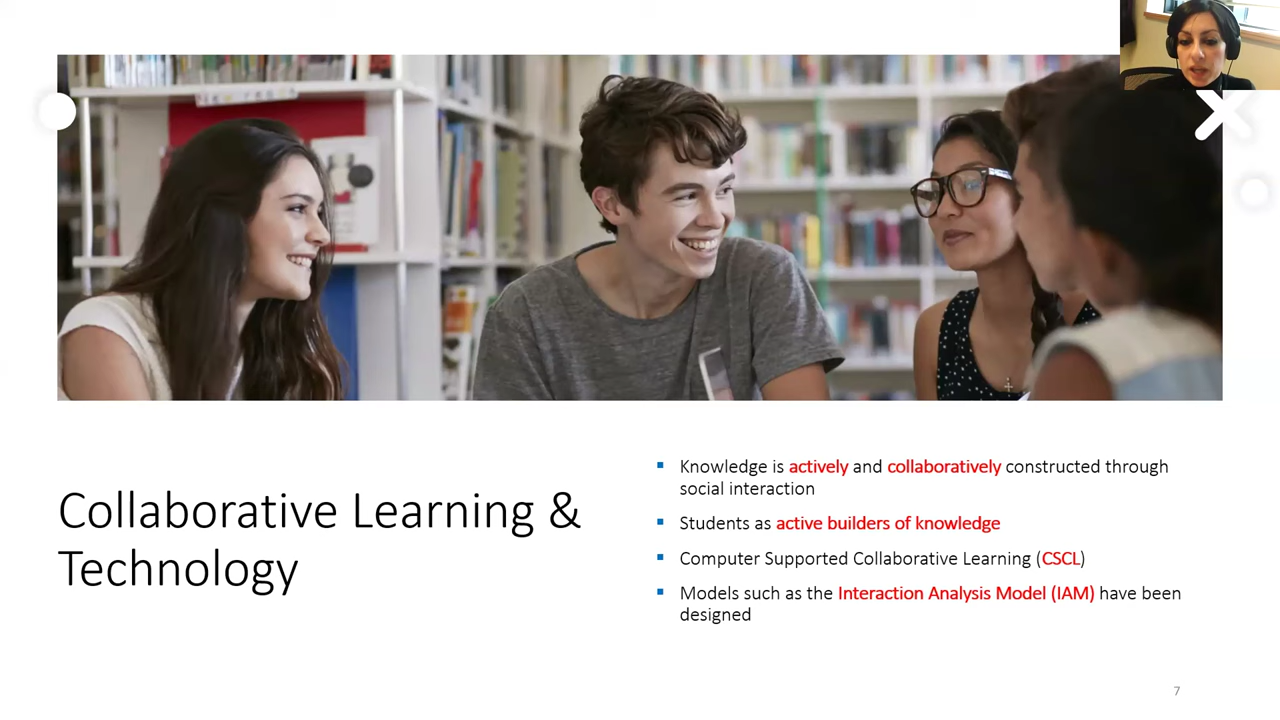 Collaborative Learning &
Technology
▪ Knowledge is actively and collaboratively constructed through
social interaction
▪ Students as active builders of knowledge
▪ Computer Supported Collaborative Learning (CSCL)
▪ Models such as the Interaction Analysis Model (IAM) have been
designed
7